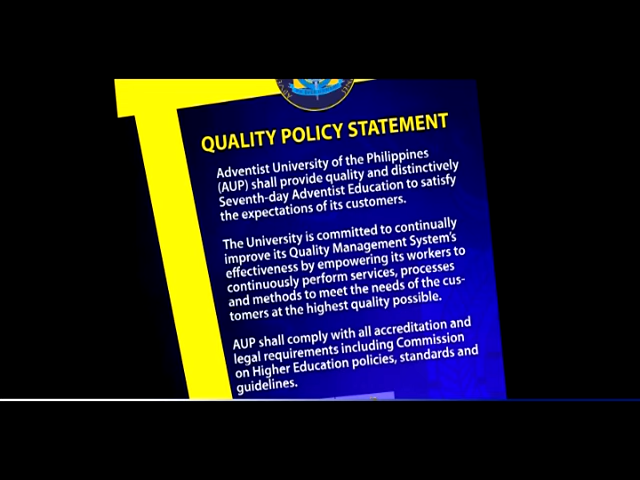 QUALITY POLICY STATEMENT
Adventist University of the Philippines
(AUP) shall provide quality and distinctively
Seventh-day Adventist Education to satisfy
the expectations of its customers.
The University is committed to continually
improve its Quality Management System's
effectiveness by empowering its workers to
continuously perform services, processes
and methods to meet the needs of the cus-
tomers at the highest quality possible.
AUP shall comply with all accreditation and
legal requirements including Commission
on Higher Education policies, standards and
guidelines.